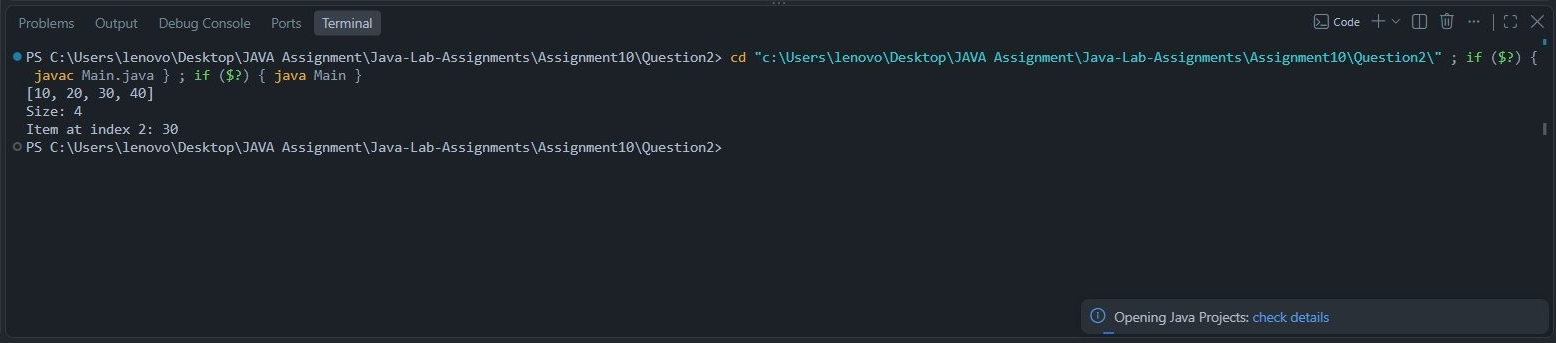 Problems Output Debug Console Ports Terminal Code
PS C:\Users\lenovo\Desktop\JAVA Assignment\Java-Lab-Assignments\Assignment10\Question2> cd "c:\Users\lenovo\Desktop\JAVA Assignment\Java-Lab-Assignments\Assignment10\Question2\" ; if ($?) {
javac Main.java } ; if ($?) { java Main }
[10, 20, 30, 40]
Size: 4
Item at index 2: 30
PS C:\Users\lenovo\Desktop\JAVA Assignment\Java-Lab-Assignments\Assignment10\Question2>
Opening Java Projects: check details